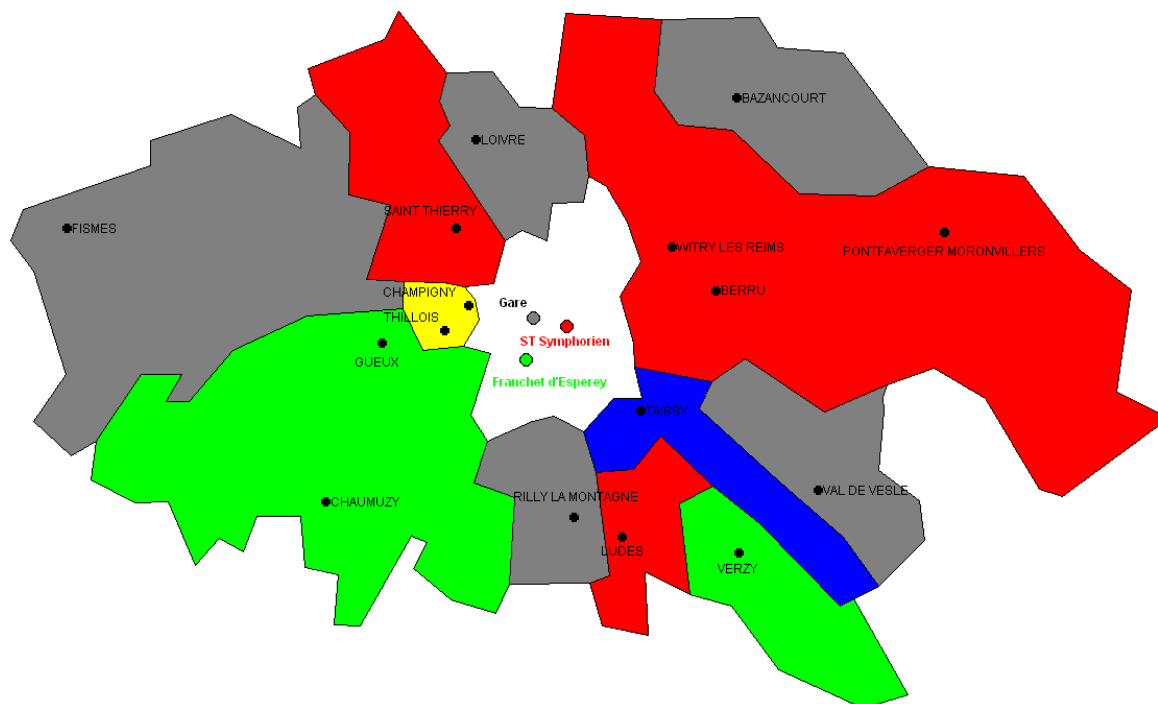 BAZANCOURT
LOIVRE
SAINT THIERRY
FISMES
WITRY LES REIMS
PONTFAVERGER MORONVILLERS
CHAMPIGNY
BERRU
Gare
THILLOIS
ST Symphorien
GUEUX
Franchet d'Esperey
TAISSY
VAL DE VESLE
RILLY LA MONTAGNE
CHAUMUZY
LUDES
VERZY